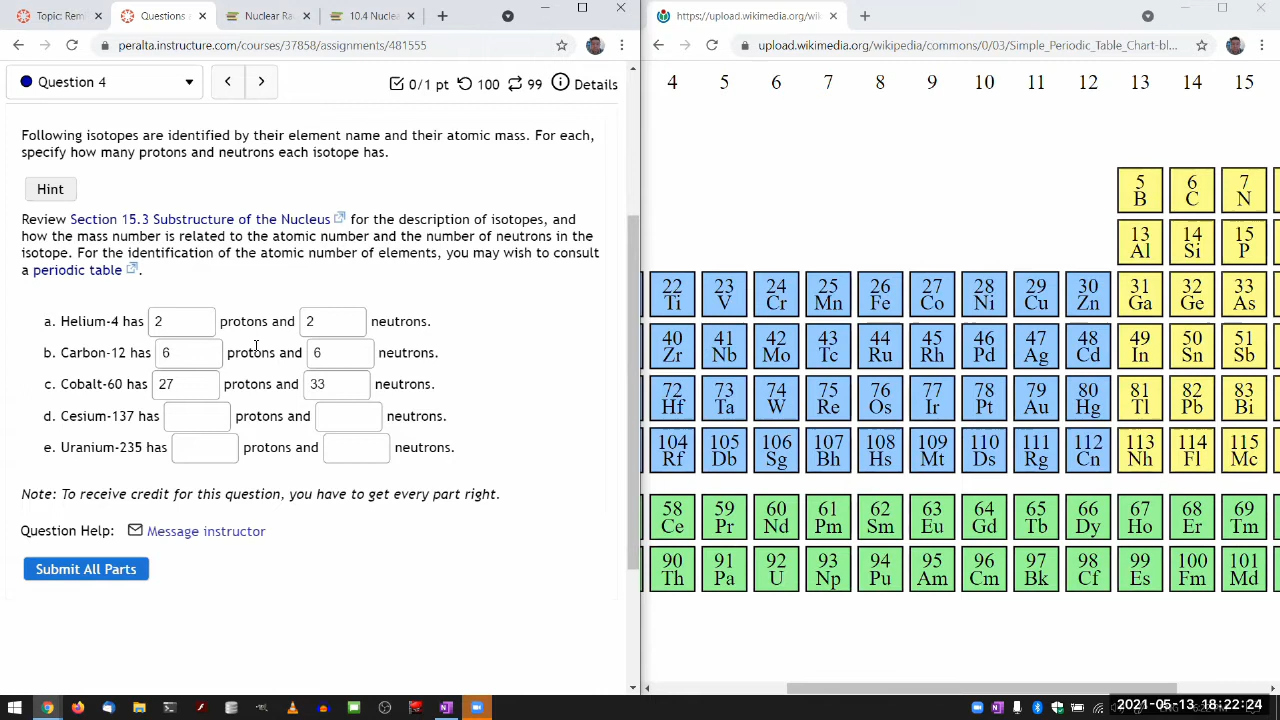 Topic Rem
Questions a
Nuclear Ra
10.4 Nuclea
https://upload.wikimedia.org/wiki
peralta.instructure.com/courses/37858/assignments/481555
upload.wikimedia.org/wikipedia/commons/0/03/Simple_Periodic_Table_Chart-bl...
Question 4
0/1 pt 100 99 Details
Following isotopes are identified by their element name and their atomic mass. For each,
specify how many protons and neutrons each isotope has.
Hint
Review Section 15.3 Substructure of the Nucleus for the description of isotopes, and
how the mass number is related to the atomic number and the number of neutrons in the
isotope. For the identification of the atomic number of elements, you may wish to consult
a periodic table .
a. Helium-4 has 2 protons and 2 neutrons.
b. Carbon-12 has 6 protons and 6 neutrons.
c. Cobalt-60 has 27 protons and 33 neutrons.
d. Cesium-137 has protons and neutrons.
e. Uranium-235 has protons and neutrons.
Note: To receive credit for this question, you have to get every part right.
Question Help: Message instructor
Submit All Parts
4 5 6 7 8 9 10 11 12 13 14 15
5 6 7
B C N
13 14 15
Al Si P
22 23 24 25 26 27 28 29 30 31 32 33
Ti V Cr Mn Fe Co Ni Cu Zn Ga Ge As
40 41 42 43 44 45 46 47 48 49 50 51
Zr Nb Mo Tc Ru Rh Pd Ag Cd In Sn Sb
72 73 74 75 76 77 78 79 80 81 82 83
Hf Ta W Re Os Ir Pt Au Hg Tl Pb Bi
104 105 106 107 108 109 110 111 112 113 114 115
Rf Db Sg Bh Hs Mt Ds Rg Cn Nh Fl Mc
58 59 60 61 62 63 64 65 66 67 68 69
Ce Pr Nd Pm Sm Eu Gd Tb Dy Ho Er Tm
90 91 92 93 94 95 96 97 98 99 100 101
Th Pa U Np Pu Am Cm Bk Cf Es Fm Md
2021-05-13 18:22:24